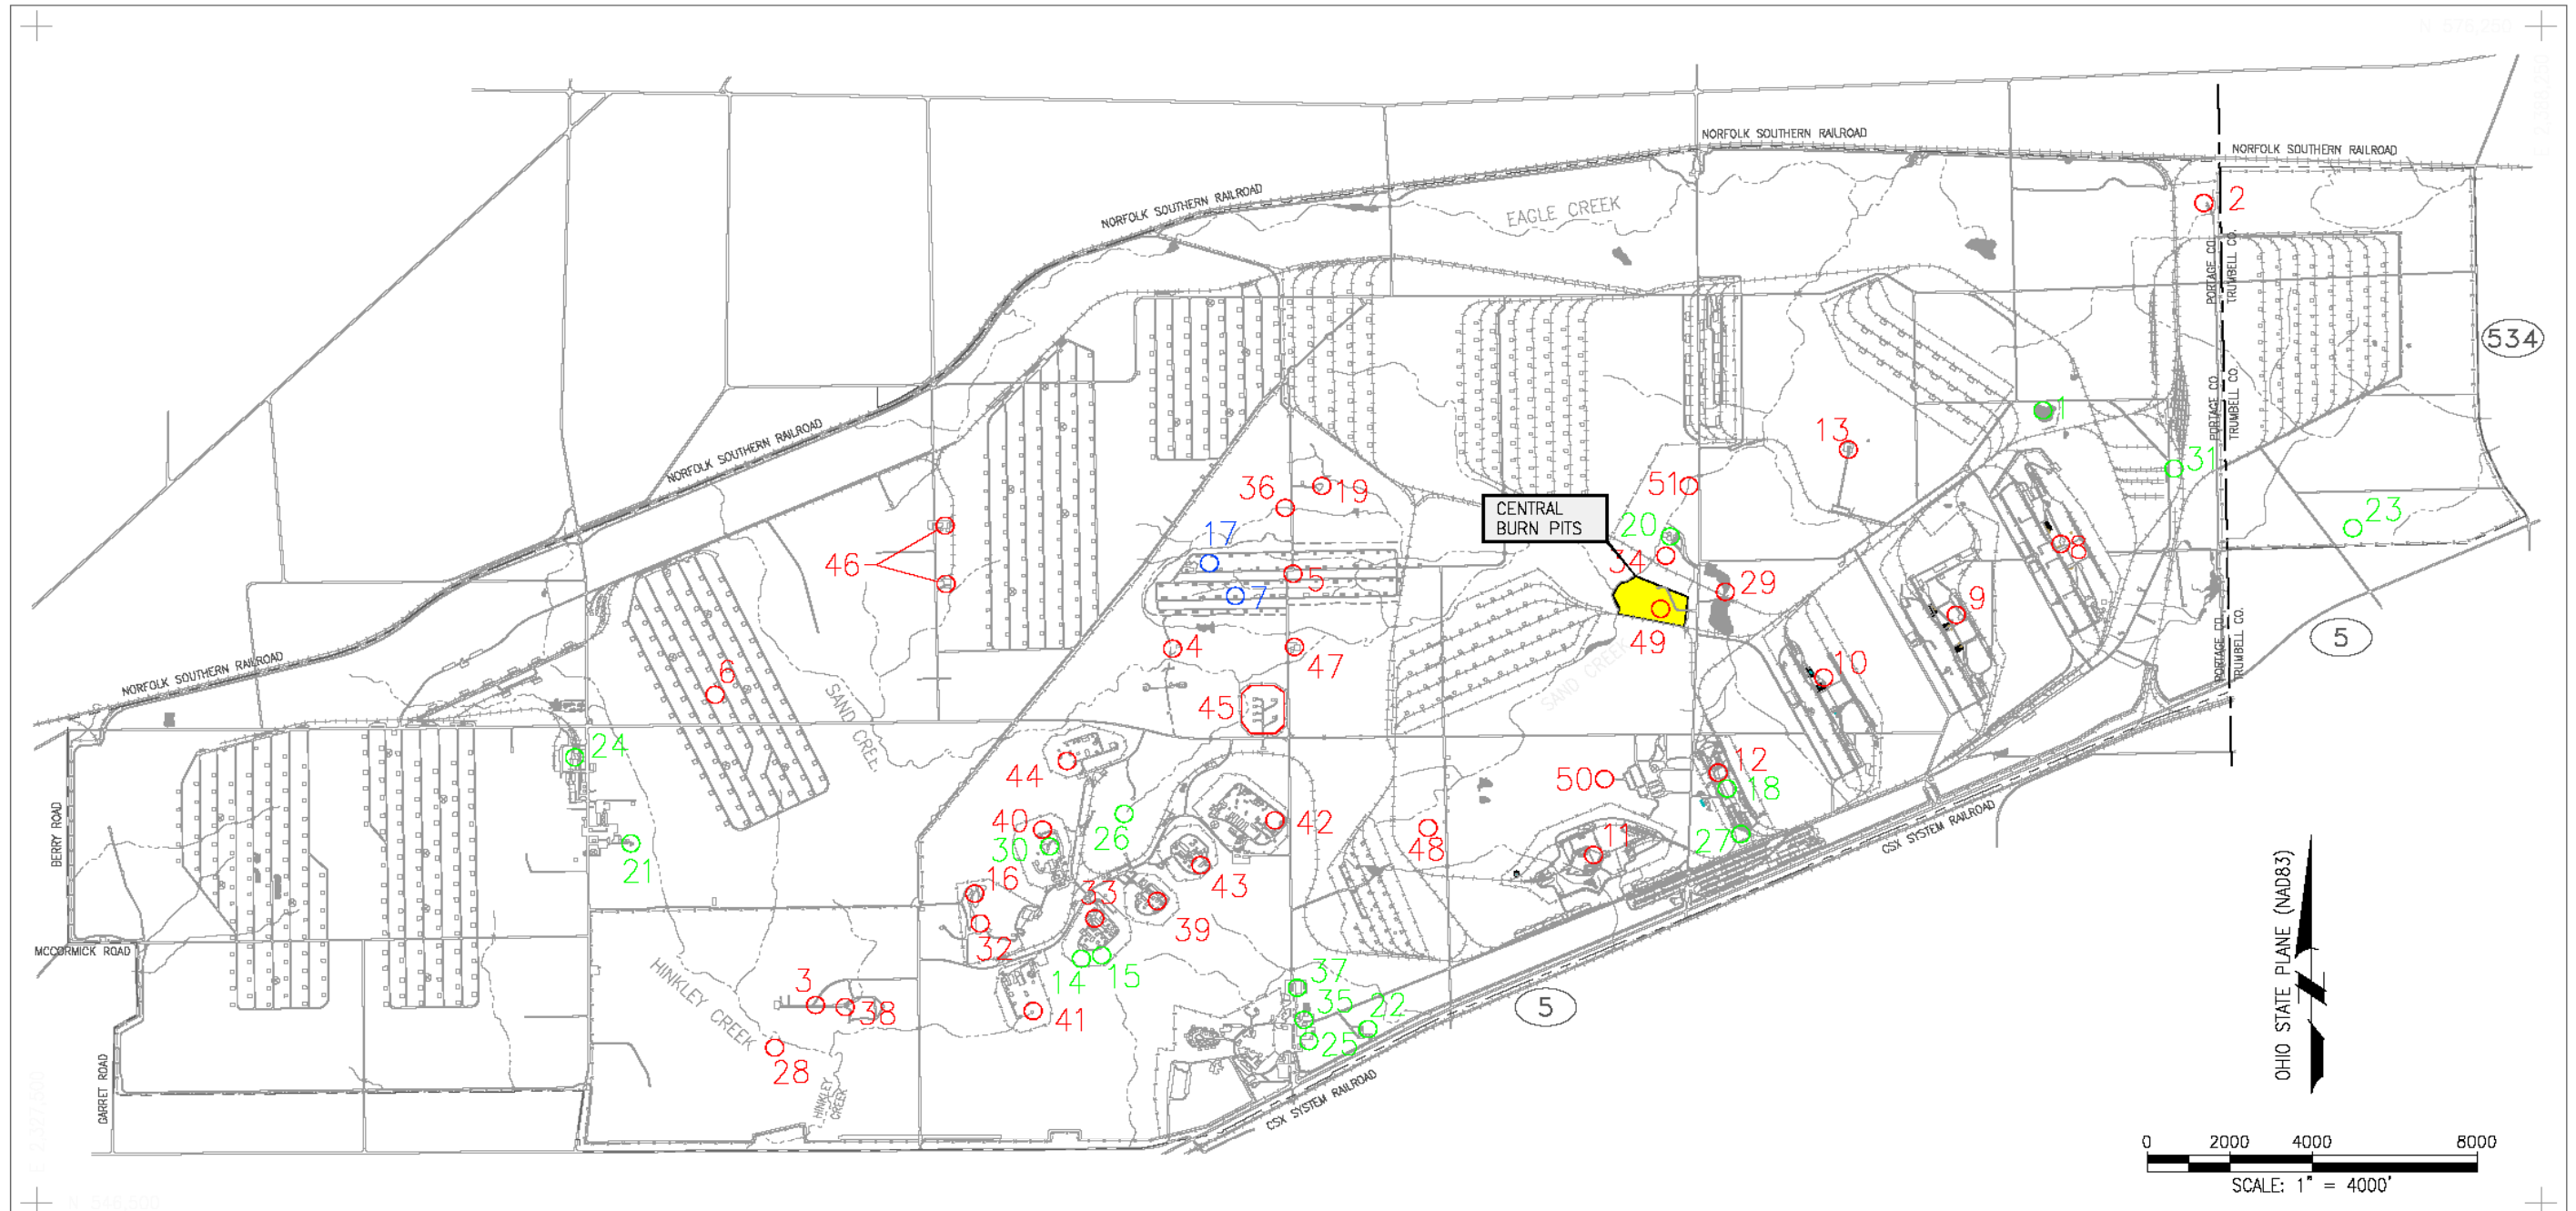 NORFOLK SOUTHERN RAILROAD
NORFOLK SOUTHERN RAILROAD
NORFOLK SOUTHERN RAILROAD
EAGLE CREEK
2
PORTAGE CO.
TRUMBELL CO.
534
1
PORTAGE CO.
TRUMBELL CO.
13
31
NORFOLK SOUTHERN RAILROAD
36
19
51
CENTRAL
BURN PITS
20
23
17
46
34
8
5
7
29
9
49
PORTAGE CO.
TRUMBELL CO.
5
4
47
NORFOLK SOUTHERN RAILROAD
6
SAND CREEK
SAND CREEK
10
45
24
44
12
50
18
BERRY ROAD
40
26
42
48
27
11
CSX SYSTEM RAILROAD
30
21
43
16
33
39
32
MCCORMICK ROAD
14
15
HINKLEY CREEK
3
38
41
37
35
22
25
5
28
HINKLEY
CREEK
GARRET ROAD
CSX SYSTEM RAILROAD
OHIO STATE PLANE (NAD83)
0 2000 4000 8000
SCALE: 1" = 4000'